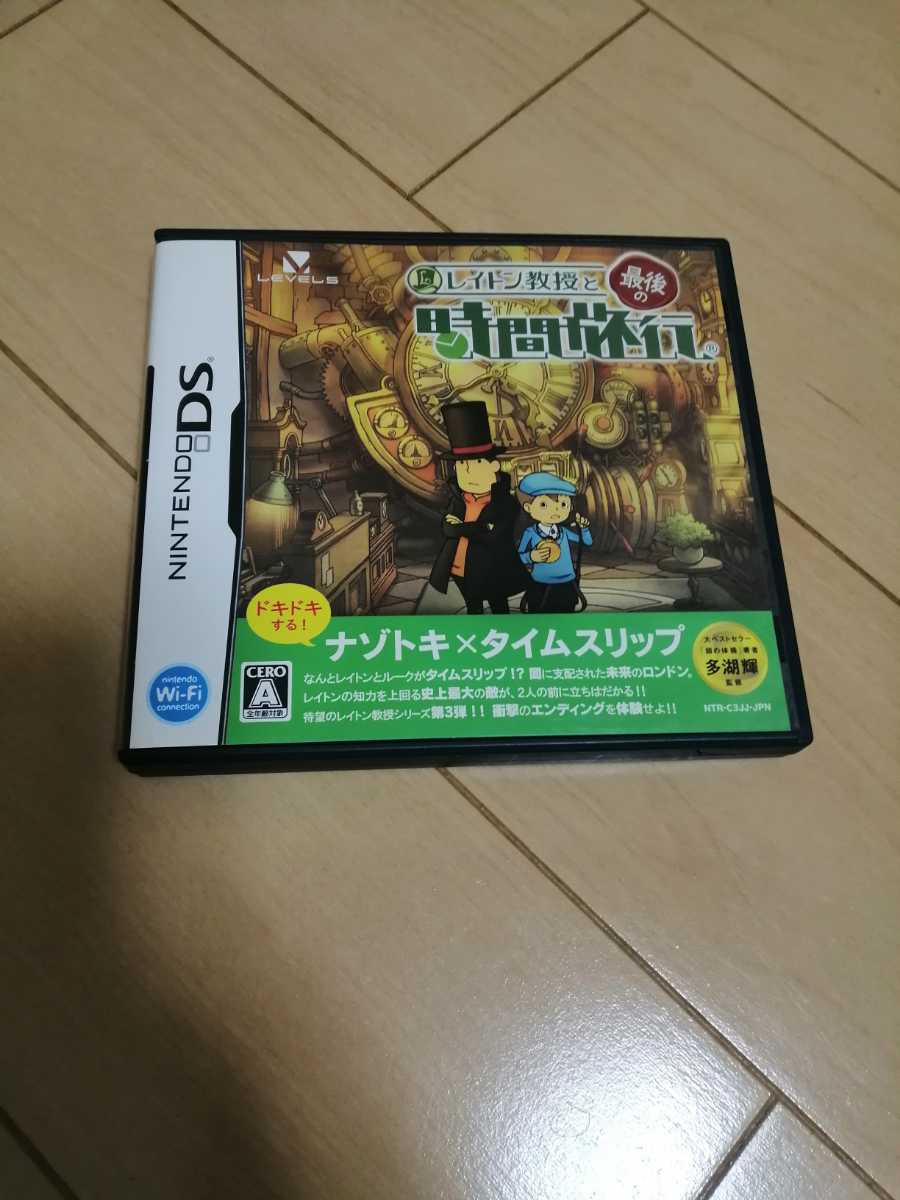 LEVEL5
レイトン教授と
最後の
時間旅行®
NINTENDO DS®
ドキドキ
する!
ナゾトキ×タイムスリップ
なんとレイトンとルークがタイムスリップ!? 闇に支配された未来のロンドン。
レイトンの知力を上回る史上最大の敵が、2人の前に立ちはだかる!!
待望のレイトン教授シリーズ第3弾!! 衝撃のエンディングを体験せよ!!
大ベストセラー
「頭の体操」著者
多湖輝
監修
CERO
A
全年齢対象
nintendo
Wi-Fi
connection
NTR-C3JJ-JPN